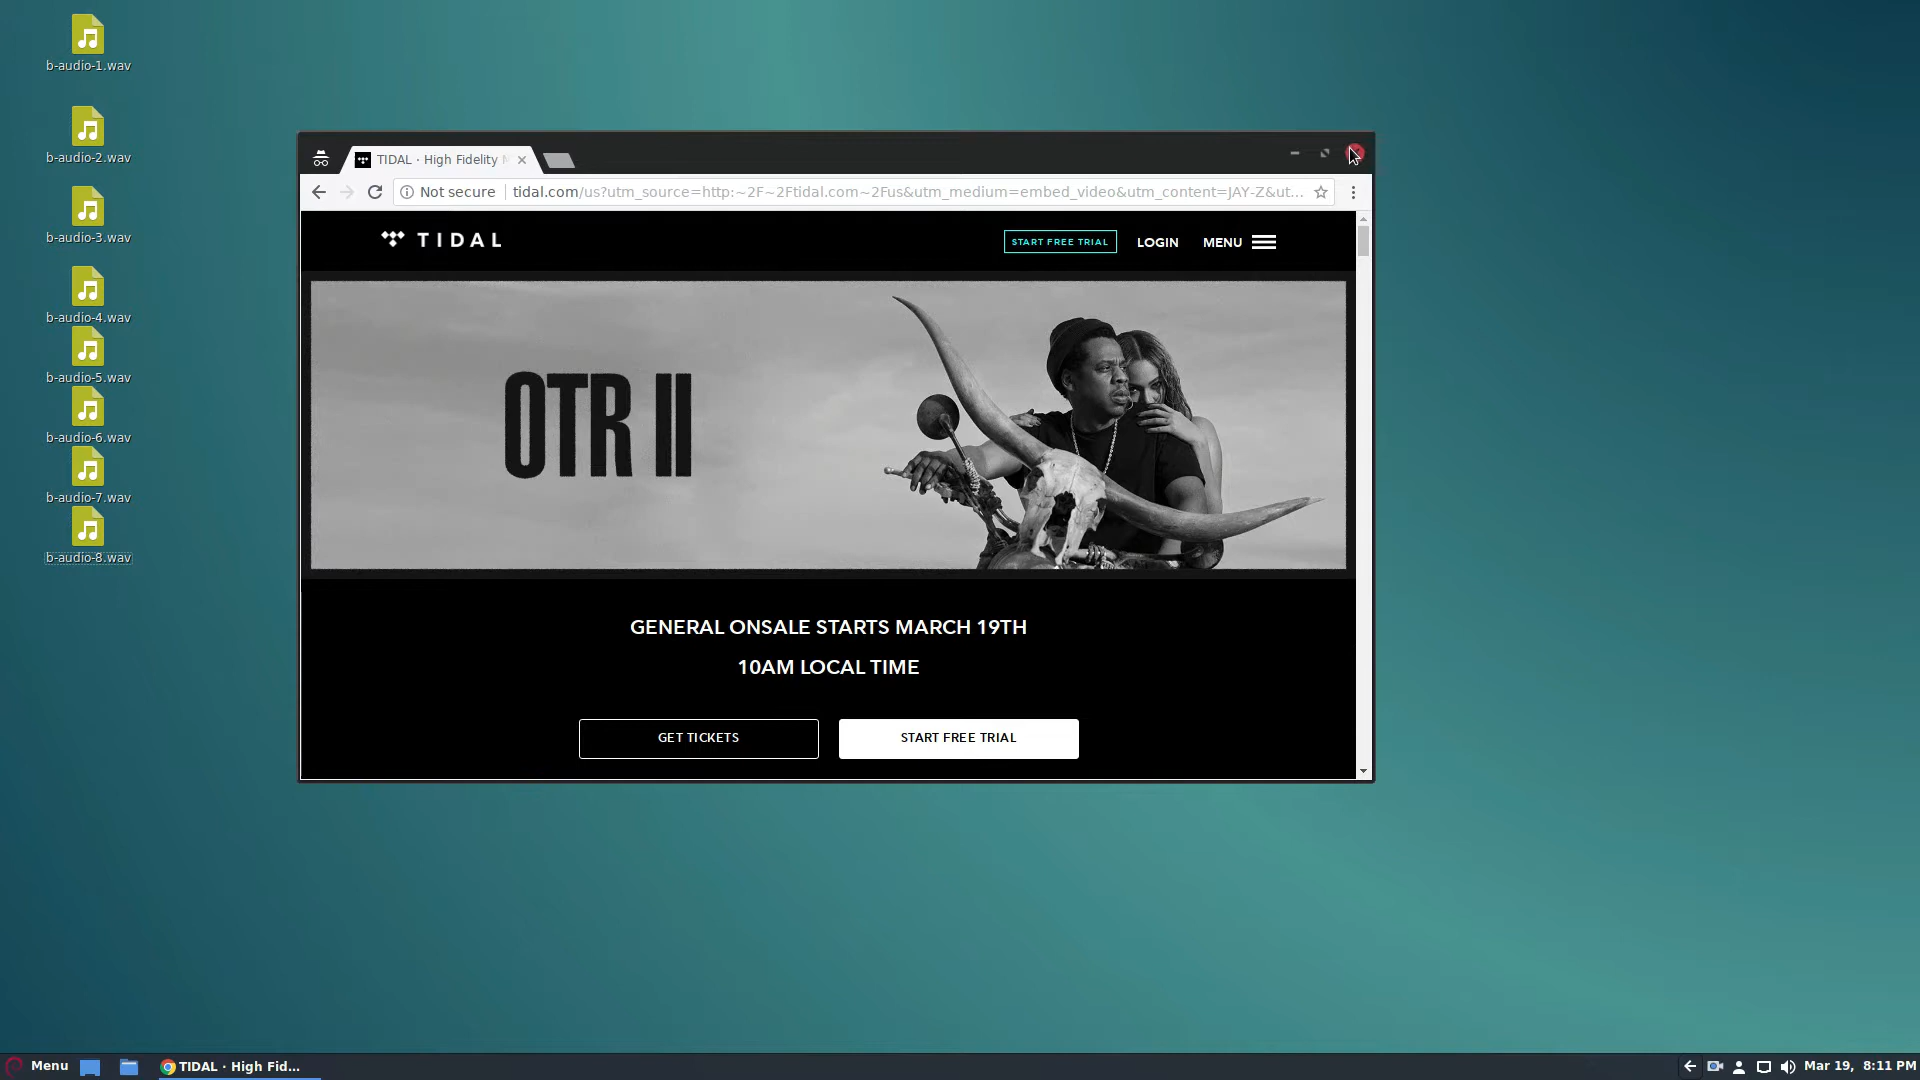 b-audio-1.wav
b-audio-2.wav
b-audio-3.wav
b-audio-4.wav
b-audio-5.wav
b-audio-6.wav
b-audio-7.wav
b-audio-8.wav
TIDAL · High Fidelity
Not secure
tidal.com/us?utm_source=http:~2F~2Ftidal.com~2Fus&utm_medium=embed_video&utm_content=JAY-Z&ut...
TIDAL
START FREE TRIAL
LOGIN
MENU
OTR II
GENERAL ONSALE STARTS MARCH 19TH
10AM LOCAL TIME
GET TICKETS
START FREE TRIAL
Menu
TIDAL · High Fid...
Mar 19, 8:11 PM